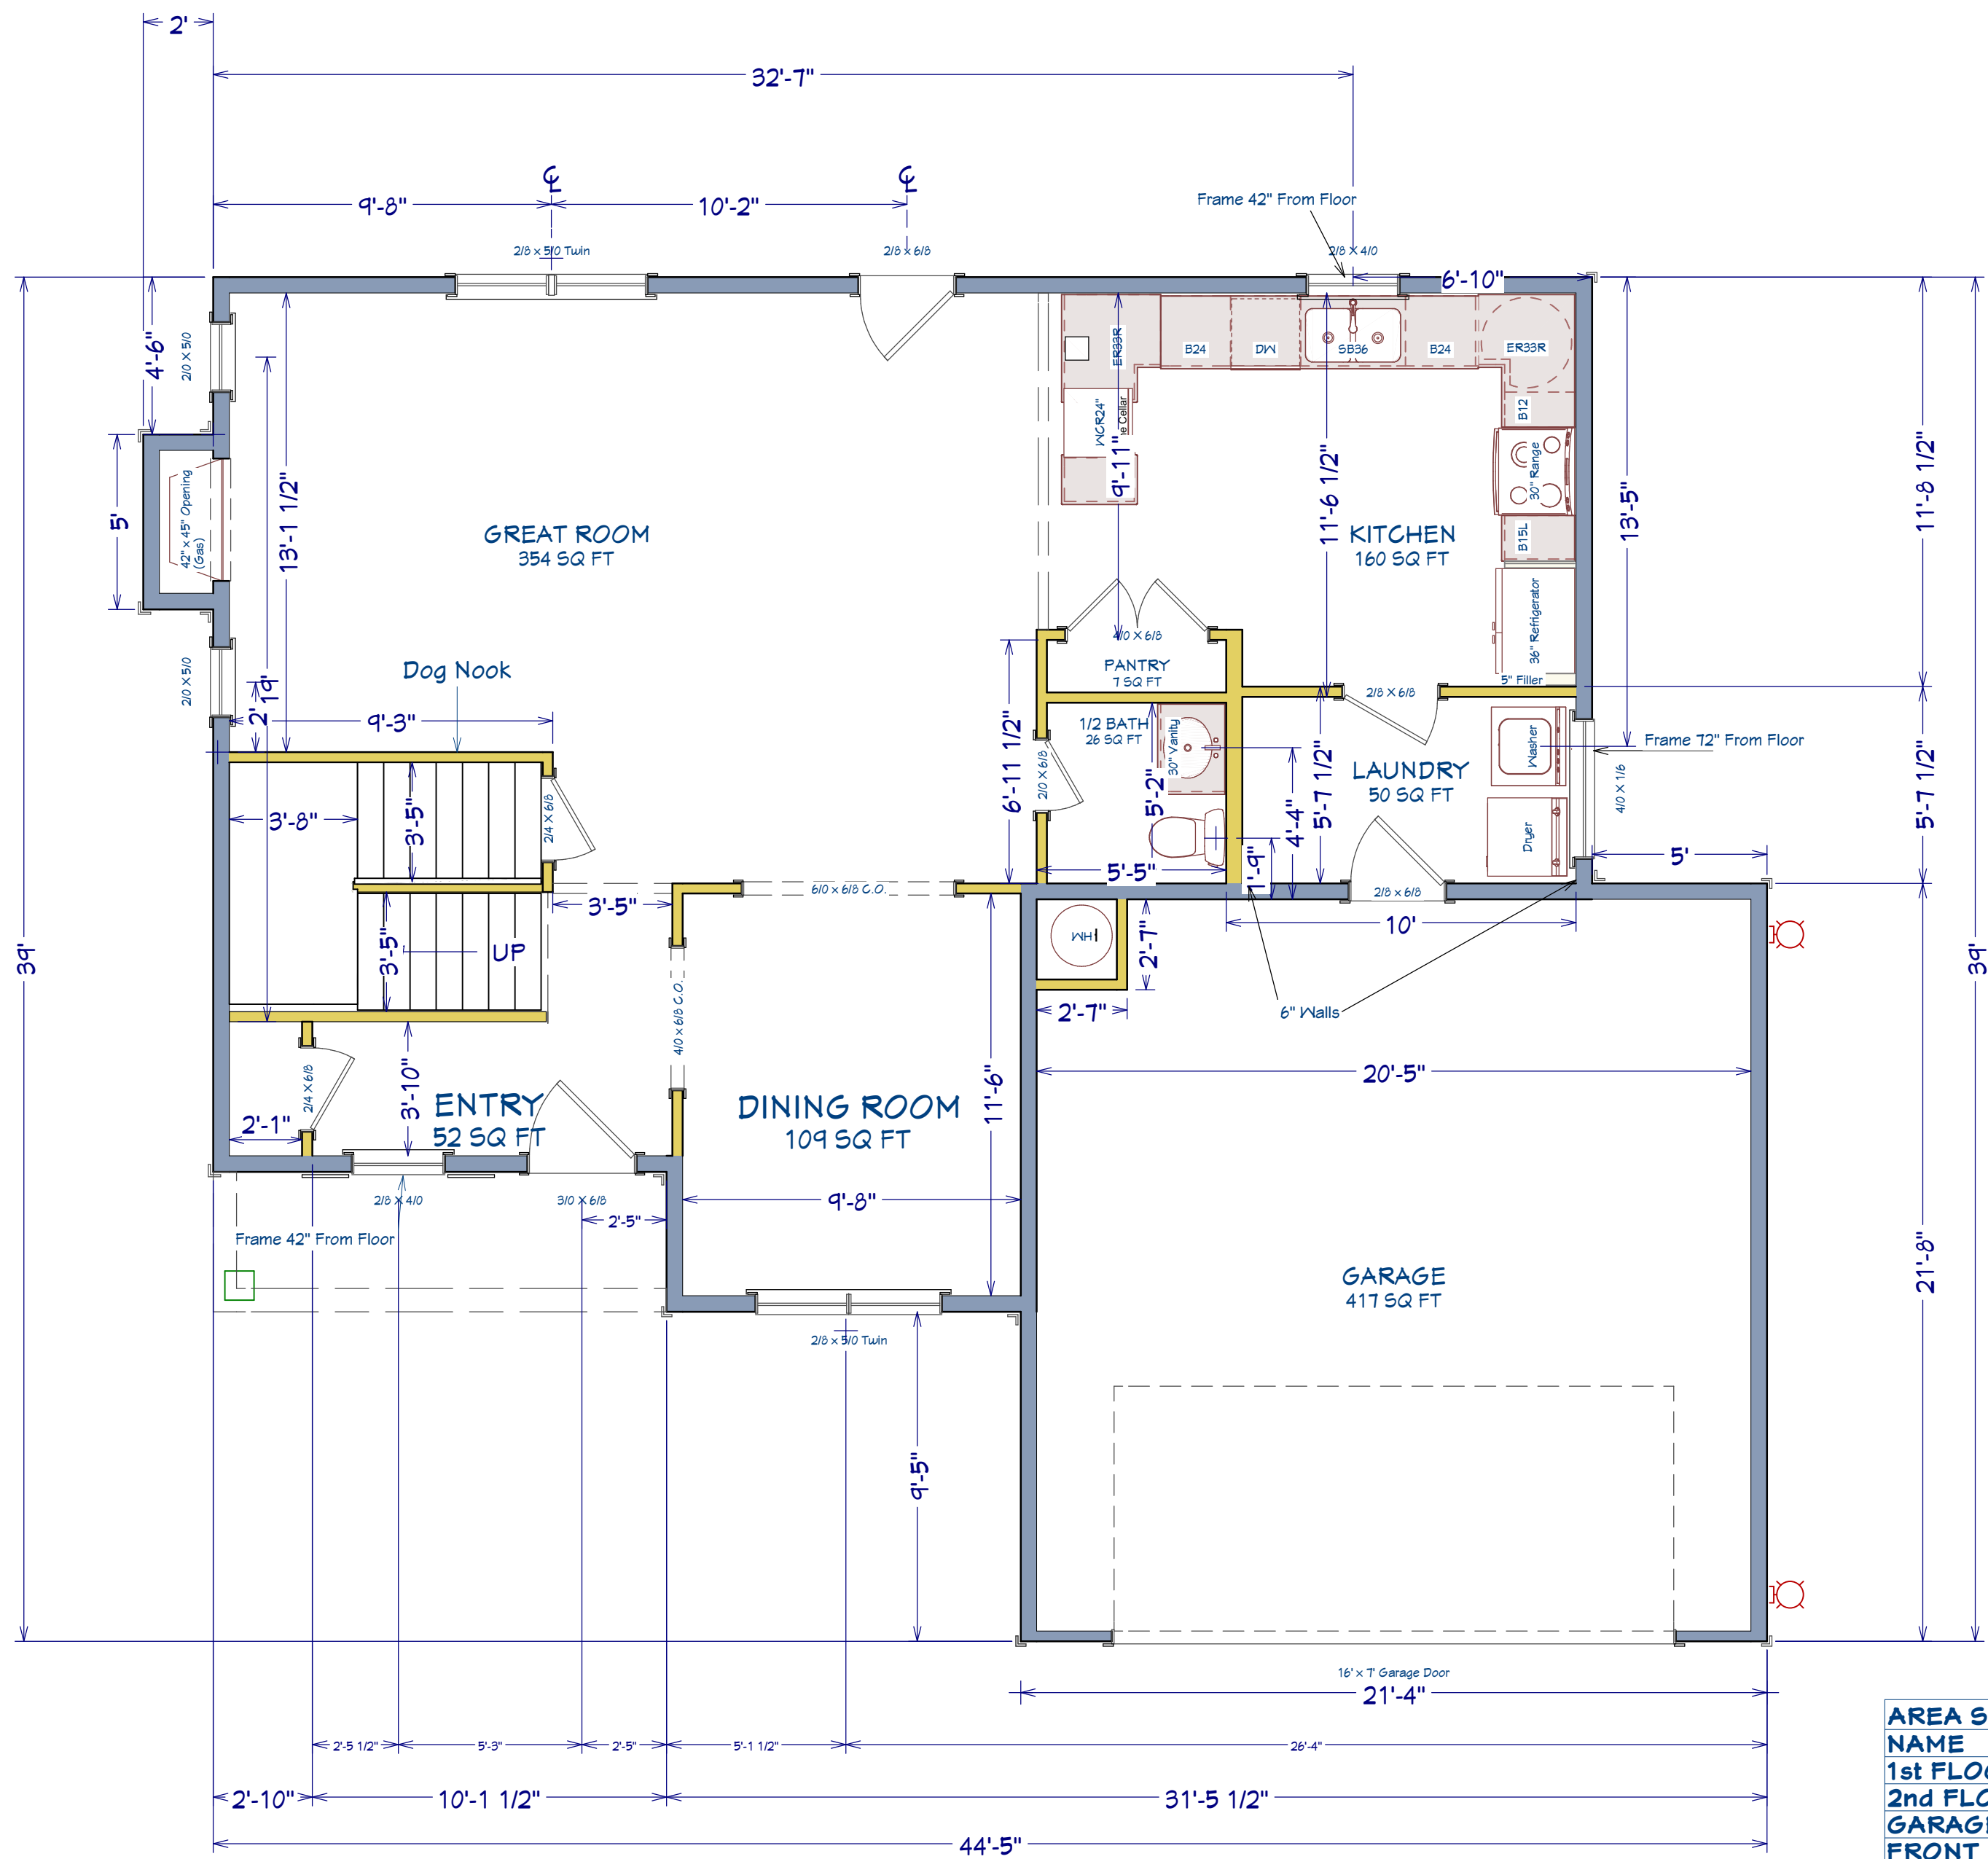 2'
32'-7"
9'-8"
10'-2"
Frame 42" From Floor
2/8 x 5/0 Twin
2/8 x 6/8
2/8 X 4/0
6'-10"
4'-6"
2/0 X 5/0
ER33R
B24
DW
SB36
B24
ER33R
B12
WCR24"
9'-11"
30" Range
42" x 45" Opening
(Gas)
5'
13'-1 1/2"
GREAT ROOM
354 SQ FT
11'-6 1/2"
KITCHEN
160 SQ FT
B15L
13'-5"
11'-8 1/2"
36" Refrigerator
4/0 X 6/8
PANTRY
7 SQ FT
5" Filler
Dog Nook
2/0 X 5/0
19'
2'
9'-3"
2/8 X 6/8
1/2 BATH
26 SQ FT
30" Vanity
6'-11 1/2"
2/0 X 6/8
5'-2"
5'-7 1/2"
4'-4"
1'-9"
LAUNDRY
50 SQ FT
Washer
Dryer
Frame 72" From Floor
4/0 X 1/6
5'-7 1/2"
3'-8"
3'-5"
2/4 X 6/8
5'
5'-5"
6/0 x 6/8 C.O.
2/8 x 6/8
3'-5"
10'
3'-5"
UP
2'-7"
2'-7"
6" Walls
39'
39'
4/0 x 6/8 C.O.
20'-5"
2/4 X 6/8
3'-10"
ENTRY
52 SQ FT
2'-1"
DINING ROOM
109 SQ FT
11'-6"
9'-8"
2/8 X 4/0
3/0 X 6/8
2'-5"
Frame 42" From Floor
21'-8"
GARAGE
417 SQ FT
2/8 x 5/0 Twin
9'-5"
16' x 7' Garage Door
21'-4"
2'-5 1/2"
5'-3"
2'-5"
5'-1 1/2"
26'-4"
2'-10"
10'-1 1/2"
31'-5 1/2"
44'-5"
AREA S
NAME
1st FLO
2nd FLO
GARAGE
FRONT